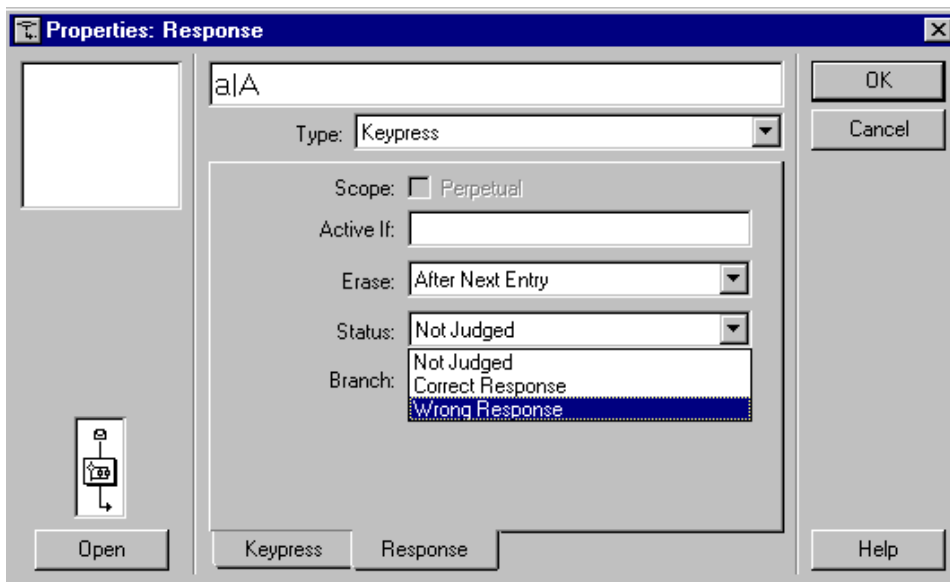 Properties: Response
a|A
OK
Type: Keypress
Cancel
Scope: Perpetual
Active If:
Erase: After Next Entry
Status: Not Judged
Not Judged
Branch: Correct Response
Wrong Response
Open
Keypress Response
Help